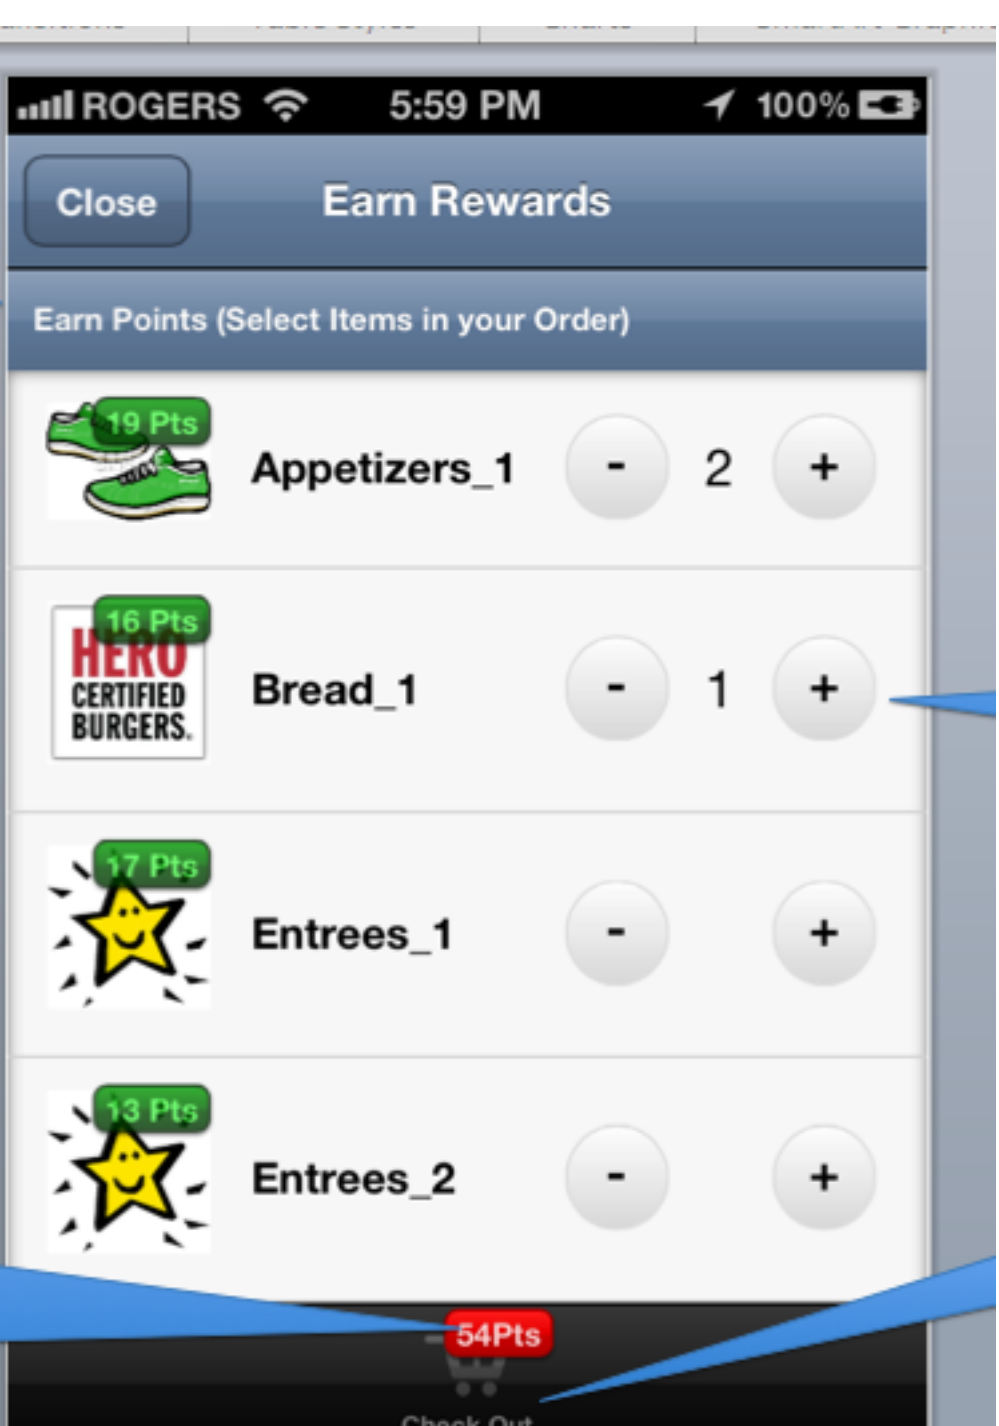 ROGERS 5:59 PM 100%
Close Earn Rewards
Earn Points (Select Items in your Order)
19 Pts
Appetizers_1 - 2 +
16 Pts
HERO
CERTIFIED
BURGERS.
Bread_1 - 1 +
17 Pts
Entrees_1 - +
13 Pts
Entrees_2 - +
54Pts
Check Out